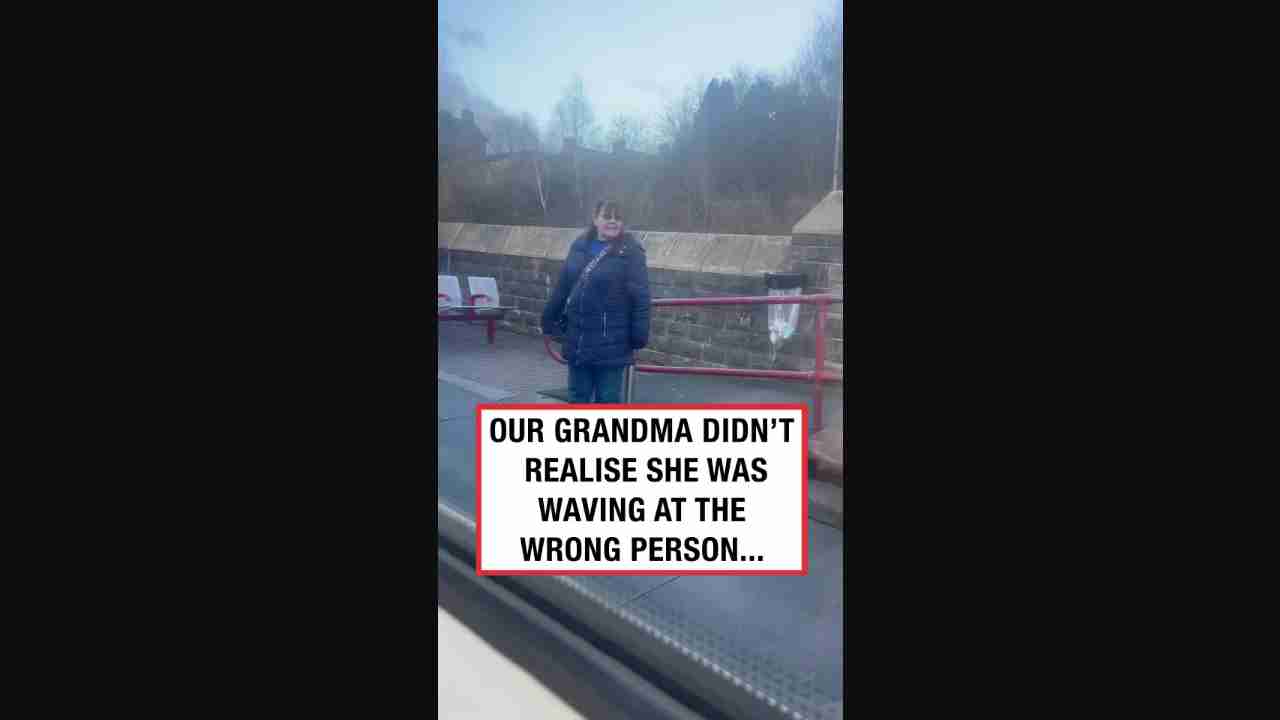 OUR GRANDMA DIDN’T
REALISE SHE WAS
WAVING AT THE
WRONG PERSON...